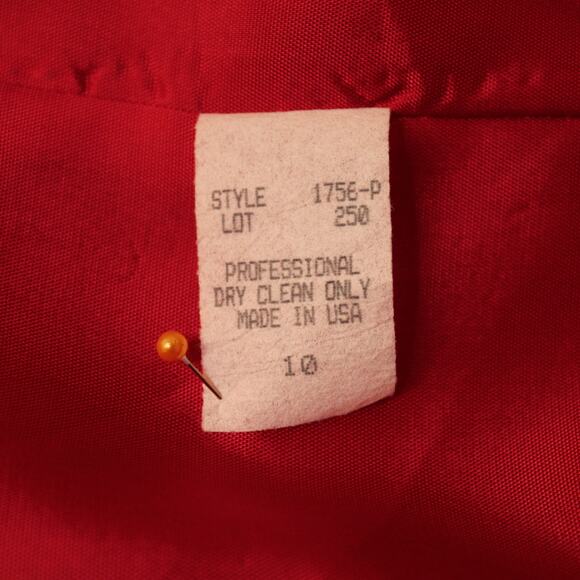 STYLE 1756-P
LOT 250
PROFESSIONAL
DRY CLEAN ONLY
MADE IN USA
10